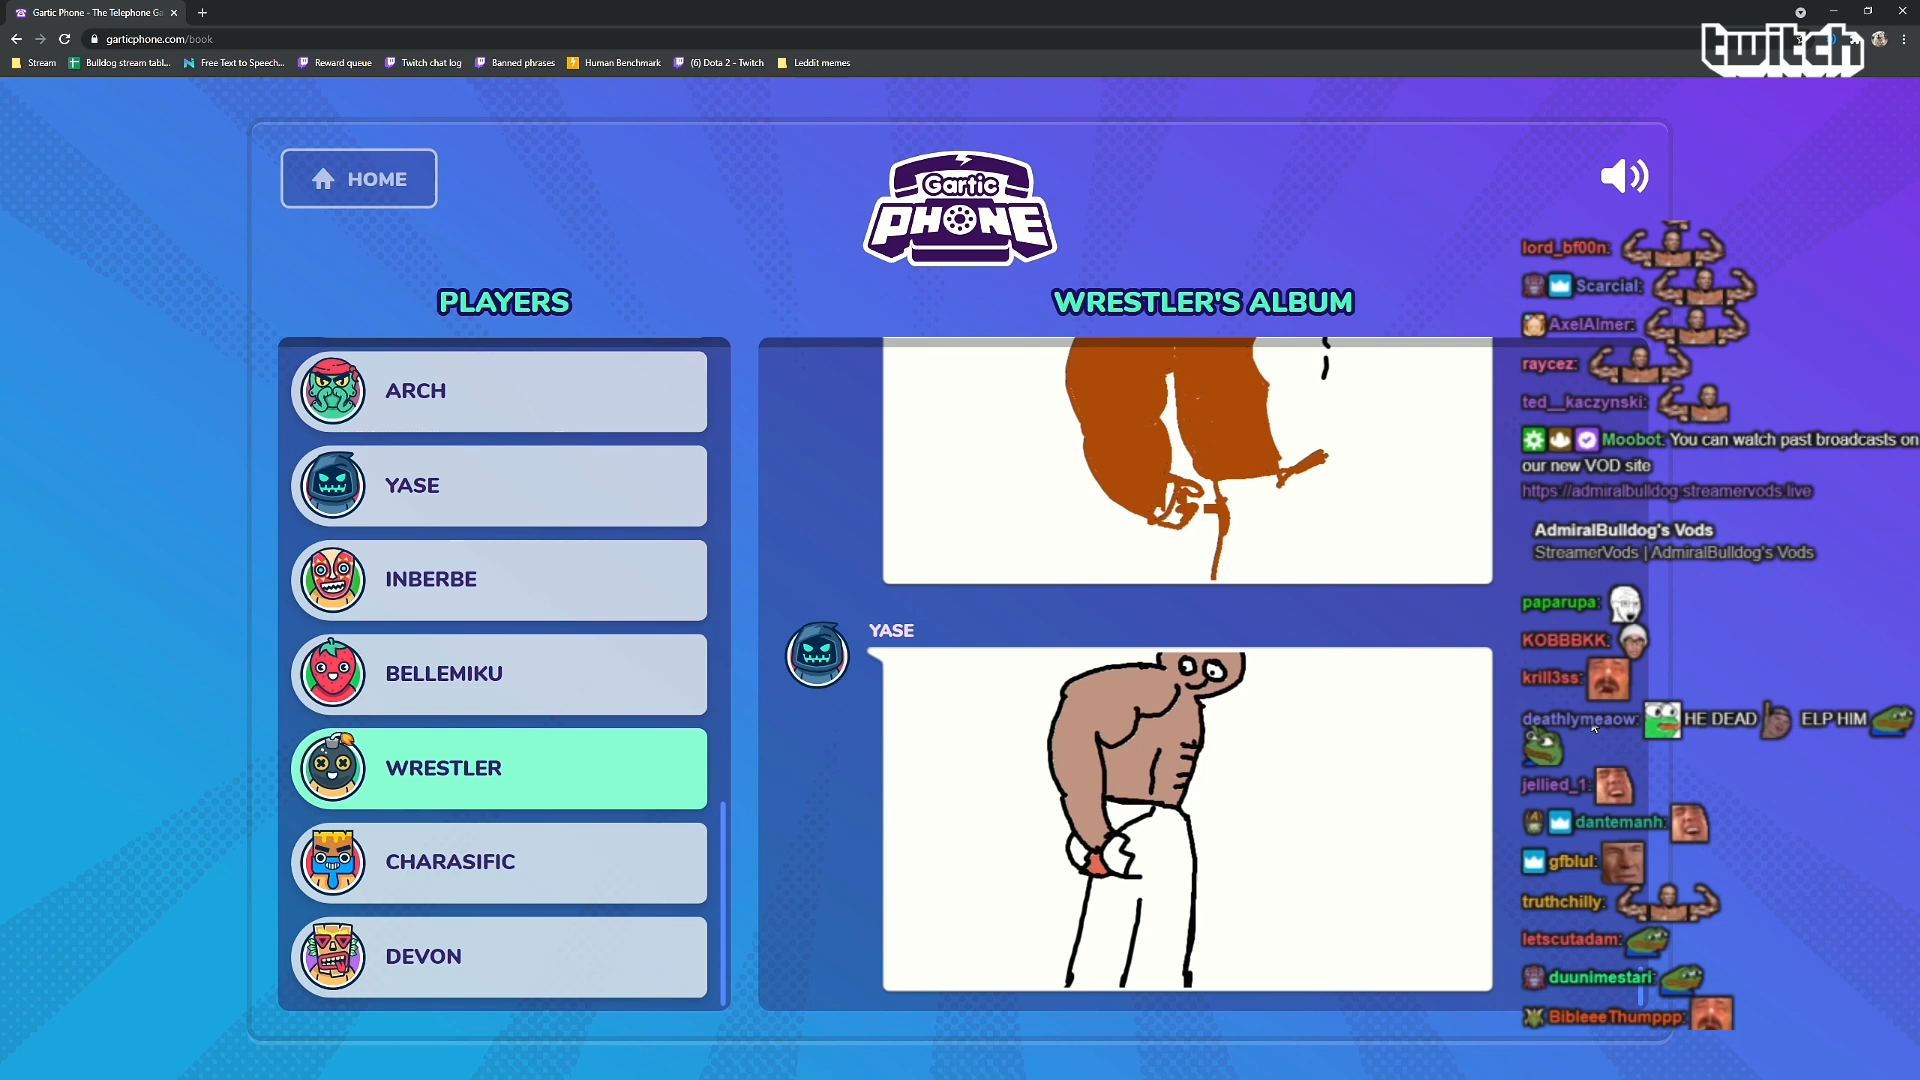 Gartic Phone - The Telephone Ga
garticphone.com/book
Stream
Bulldog stream tabl...
Free Text to Speech...
Reward queue
Twitch chat log
Banned phrases
Human Benchmark
(6) Dota 2 - Twitch
Leddit memes
twitch
HOME
Gartic
PHONE
PLAYERS
WRESTLER'S ALBUM
ARCH
YASE
INBERBE
BELLEMIKU
WRESTLER
CHARASIFIC
DEVON
YASE
lord_bf00n:
Scarcial:
AxelAlmer:
raycez:
ted__kaczynski:
Moobot: You can watch past broadcasts on
our new VOD site
https://admiralbulldog.streamervods.live
AdmiralBulldog's Vods
StreamerVods | AdmiralBulldog's Vods
paparupa:
KOBBBKK:
krill3ss:
deathlymeaow: HE DEAD ELP HIM
jellied_1:
dantemanh:
gfblul:
truthchilly:
letscutadam:
duunimestari:
BibleeeThumppp: